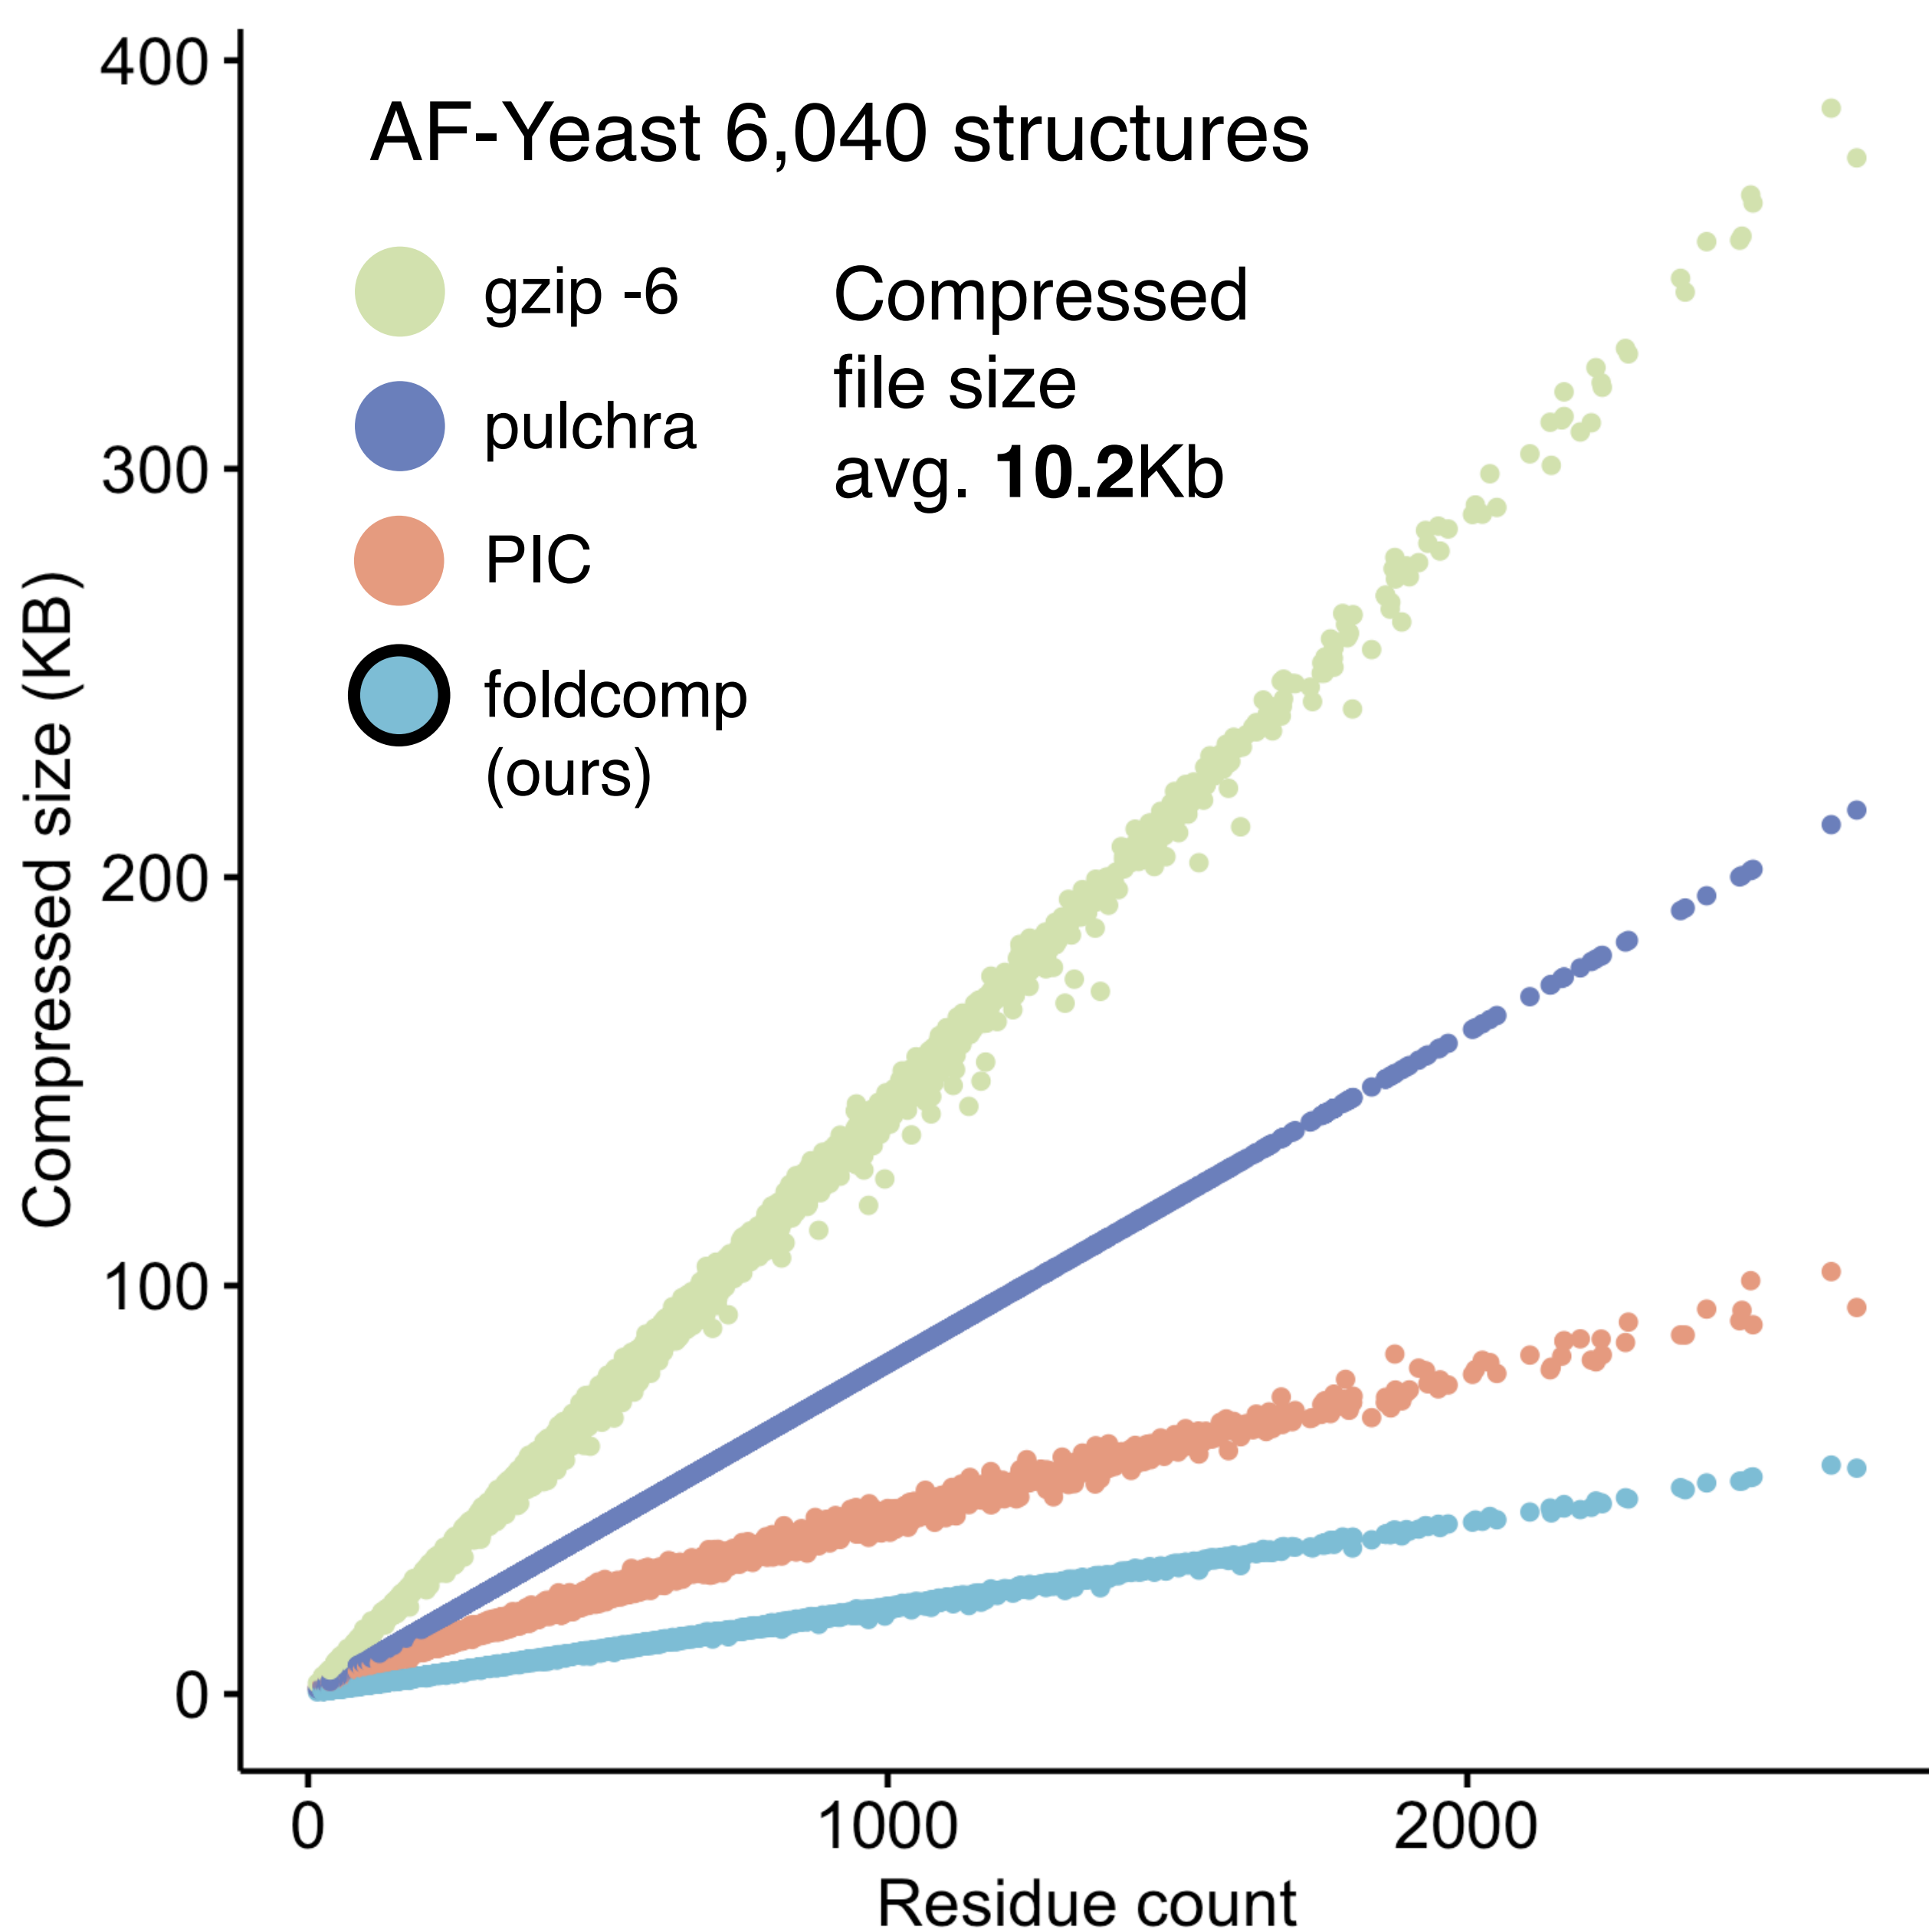 400
AF-Yeast 6,040 structures
gzip -6
pulchra
PIC
foldcomp
(ours)
Compressed
file size
avg. 10.2Kb
300
200
100
0
Compressed size (KB)
0 1000 2000
Residue count